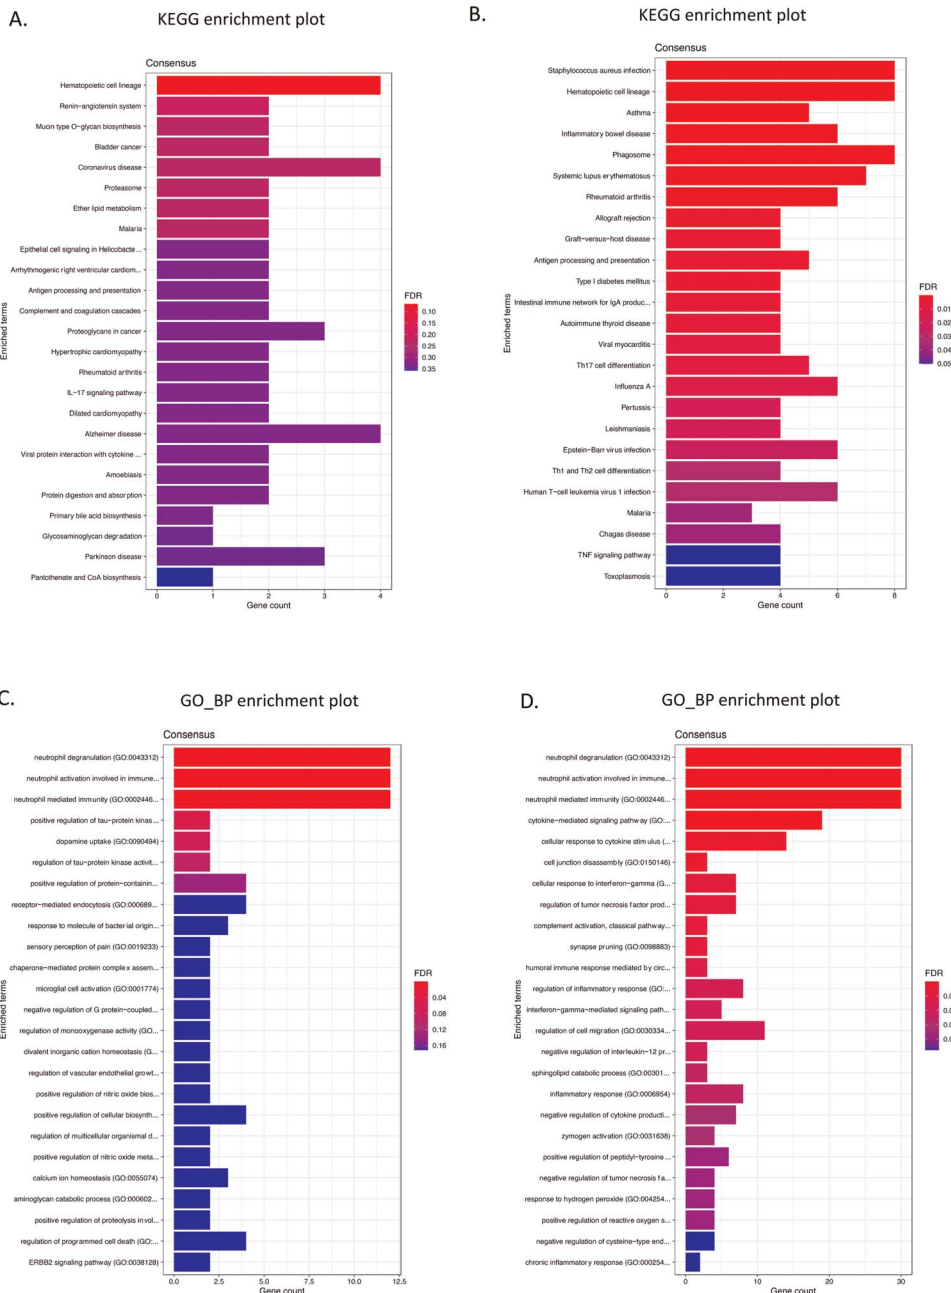 A.
KEGG enrichment plot
Consensus
Hematopoietic cell lineage
Renin-angiotensin system
Mucin type O-glycan biosynthesis
Bladder cancer
Coronavirus disease
Proteasome
Ether lipid metabolism
Malaria
Epithelial cell signaling in Helicobacte...
Arrhythmogenic right ventricular cardiom...
Antigen processing and presentation
Complement and coagulation cascades
Proteoglycans in cancer
Hypertrophic cardiomyopathy
Rheumatoid arthritis
IL-17 signaling pathway
Dilated cardiomyopathy
Alzheimer disease
Viral protein interaction with cytokine ...
Amoebiasis
Protein digestion and absorption
Primary bile acid biosynthesis
Glycosaminoglycan degradation
Parkinson disease
Pantothenate and CoA biosynthesis
Enriched terms
0 1 2 3 4
Gene count
FDR
0.10
0.15
0.20
0.25
0.30
0.35
B.
KEGG enrichment plot
Consensus
Staphylococcus aureus infection
Hematopoietic cell lineage
Asthma
Inflammatory bowel disease
Phagosome
Systemic lupus erythematosus
Rheumatoid arthritis
Allograft rejection
Graft-versus-host disease
Antigen processing and presentation
Type I diabetes mellitus
Intestinal immune network for IgA produc...
Autoimmune thyroid disease
Viral myocarditis
Th17 cell differentiation
Influenza A
Pertussis
Leishmaniasis
Epstein-Barr virus infection
Th1 and Th2 cell differentiation
Human T-cell leukemia virus 1 infection
Malaria
Chagas disease
TNF signaling pathway
Toxoplasmosis
Enriched terms
0 2 4 6 8
Gene count
FDR
0.01
0.02
0.03
0.04
0.05
C.
GO_BP enrichment plot
Consensus
neutrophil degranulation (GO:0043312)
neutrophil activation involved in immune...
neutrophil mediated immunity (GO:0002446...
positive regulation of tau-protein kinas...
dopamine uptake (GO:0090494)
regulation of tau-protein kinase activit...
positive regulation of protein-containin...
receptor-mediated endocytosis (GO:000689...
response to molecule of bacterial origin...
sensory perception of pain (GO:0019233)
chaperone-mediated protein complex assem...
microglial cell activation (GO:0001774)
negative regulation of G protein-coupled...
regulation of monooxygenase activity (GO...
divalent inorganic cation homeostasis (G...
regulation of vascular endothelial growt...
positive regulation of nitric oxide bios...
positive regulation of cellular biosynth...
regulation of multicellular organismal d...
positive regulation of nitric oxide meta...
calcium ion homeostasis (GO:0055074)
aminoglycan catabolic process (GO:000602...
positive regulation of proteolysis invol...
regulation of programmed cell death (GO:...
ERBB2 signaling pathway (GO:0038128)
Enriched terms
0.0 2.5 5.0 7.5 10.0 12.5
Gene count
FDR
0.04
0.08
0.12
0.16
D.
GO_BP enrichment plot
Consensus
neutrophil degranulation (GO:0043312)
neutrophil activation involved in immune...
neutrophil mediated immunity (GO:0002446...
cytokine-mediated signaling pathway (GO:...
cellular response to cytokine stimulus (...
cell junction disassembly (GO:0150146)
cellular response to interferon-gamma (G...
regulation of tumor necrosis factor prod...
complement activation, classical pathway...
synapse pruning (GO:0098883)
humoral immune response mediated by circ...
regulation of inflammatory response (GO:...
interferon-gamma-mediated signaling path...
regulation of cell migration (GO:0030334...
negative regulation of interleukin-12 pr...
sphingolipid catabolic process (GO:00301...
inflammatory response (GO:0006954)
negative regulation of cytokine producti...
zymogen activation (GO:0031638)
positive regulation of peptidyl-tyrosine ...
negative regulation of tumor necrosis fa...
response to hydrogen peroxide (GO:004254...
positive regulation of reactive oxygen s...
negative regulation of cysteine-type end...
chronic inflammatory response (GO:000254...
Enriched terms
0 10 20 30
Gene count
FDR